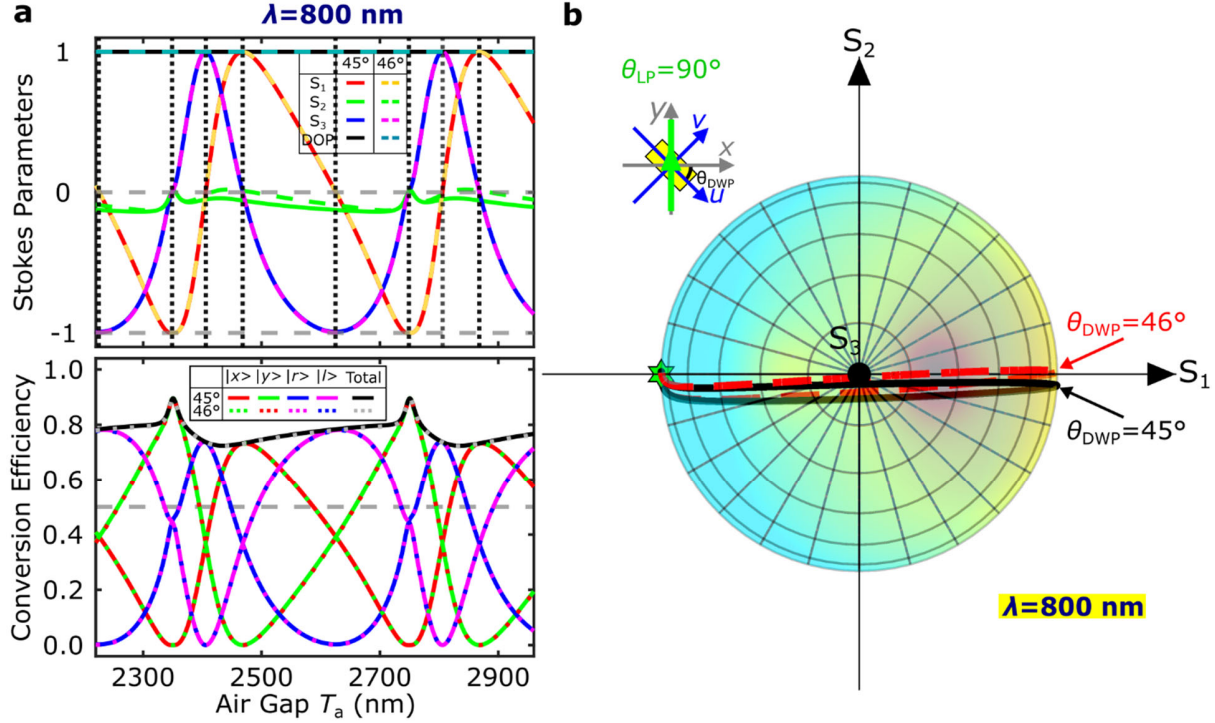 a
λ=800 nm
Stokes Parameters
1
0
-1
45° 46°
S₁
S₂
S₃
DOP
Conversion Efficiency
1.0
0.8
0.6
0.4
0.2
0.0
|x> |y> |r> |l> Total
45°
46°
2300 2500 2700 2900
Air Gap Tₐ (nm)
b
S₂
θLP=90°
y
v
x
θDWP
u
S₃
S₁
θDWP=46°
θDWP=45°
λ=800 nm